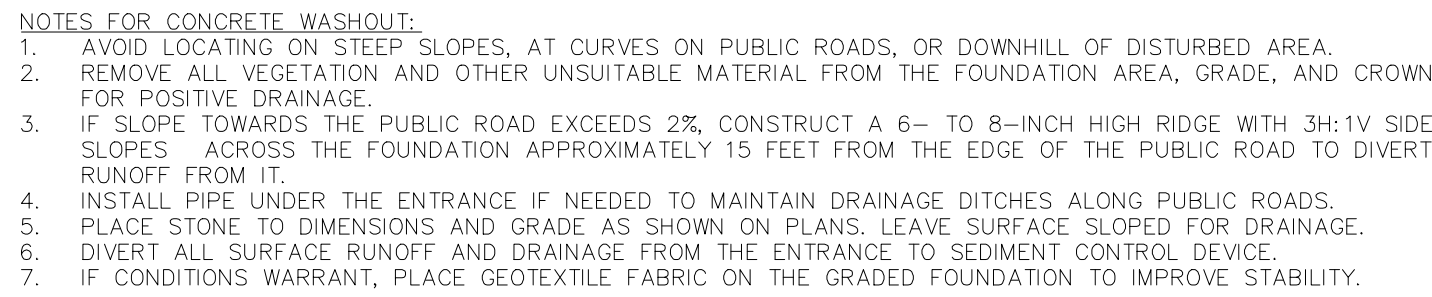 NOTES FOR CONCRETE WASHOUT:
1. AVOID LOCATING ON STEEP SLOPES, AT CURVES ON PUBLIC ROADS, OR DOWNHILL OF DISTURBED AREA.
2. REMOVE ALL VEGETATION AND OTHER UNSUITABLE MATERIAL FROM THE FOUNDATION AREA, GRADE, AND CROWN
FOR POSITIVE DRAINAGE.
3. IF SLOPE TOWARDS THE PUBLIC ROAD EXCEEDS 2%, CONSTRUCT A 6- TO 8-INCH HIGH RIDGE WITH 3H:1V SIDE
SLOPES ACROSS THE FOUNDATION APPROXIMATELY 15 FEET FROM THE EDGE OF THE PUBLIC ROAD TO DIVERT
RUNOFF FROM IT.
4. INSTALL PIPE UNDER THE ENTRANCE IF NEEDED TO MAINTAIN DRAINAGE DITCHES ALONG PUBLIC ROADS.
5. PLACE STONE TO DIMENSIONS AND GRADE AS SHOWN ON PLANS. LEAVE SURFACE SLOPED FOR DRAINAGE.
6. DIVERT ALL SURFACE RUNOFF AND DRAINAGE FROM THE ENTRANCE TO SEDIMENT CONTROL DEVICE.
7. IF CONDITIONS WARRANT, PLACE GEOTEXTILE FABRIC ON THE GRADED FOUNDATION TO IMPROVE STABILITY.